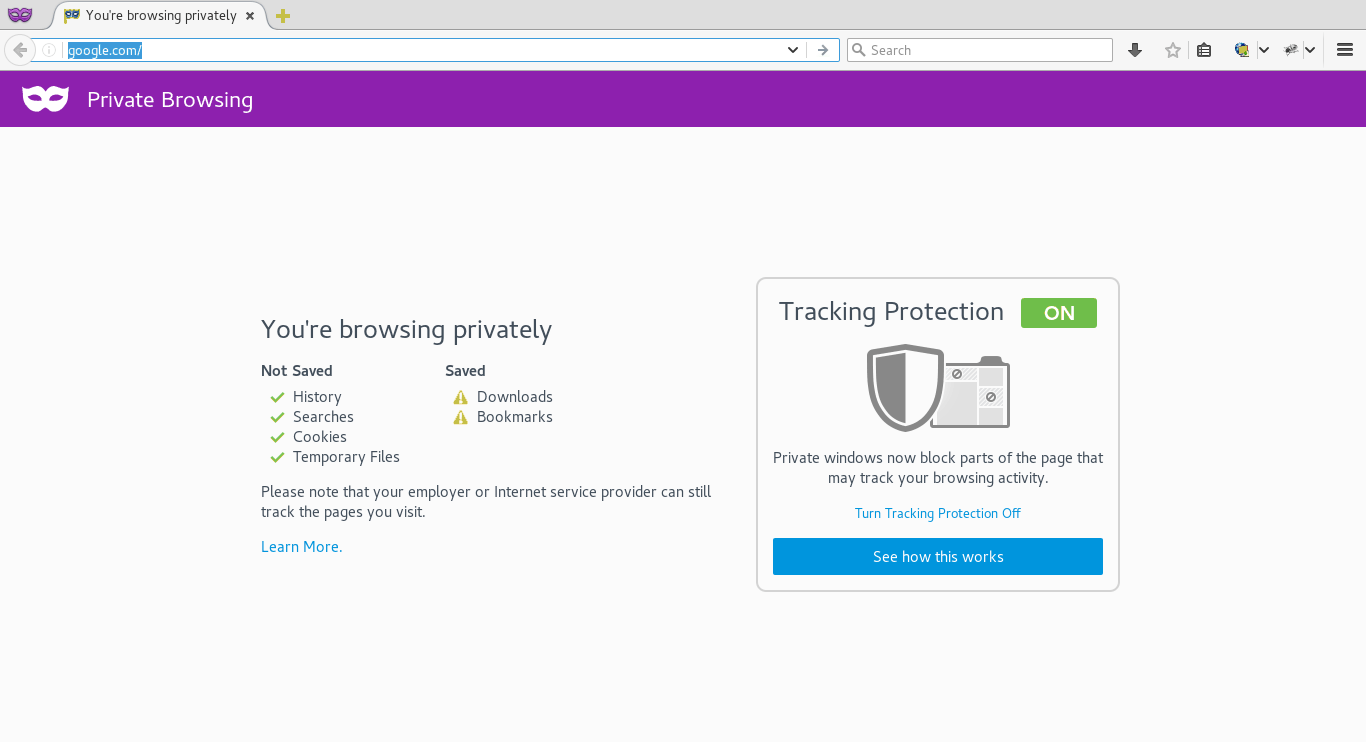 You're browsing privately
google.com/
Search
Private Browsing
You're browsing privately
Not Saved
History
Searches
Cookies
Temporary Files
Saved
Downloads
Bookmarks
Please note that your employer or Internet service provider can still
track the pages you visit.
Learn More.
Tracking Protection ON
Private windows now block parts of the page that
may track your browsing activity.
Turn Tracking Protection Off
See how this works